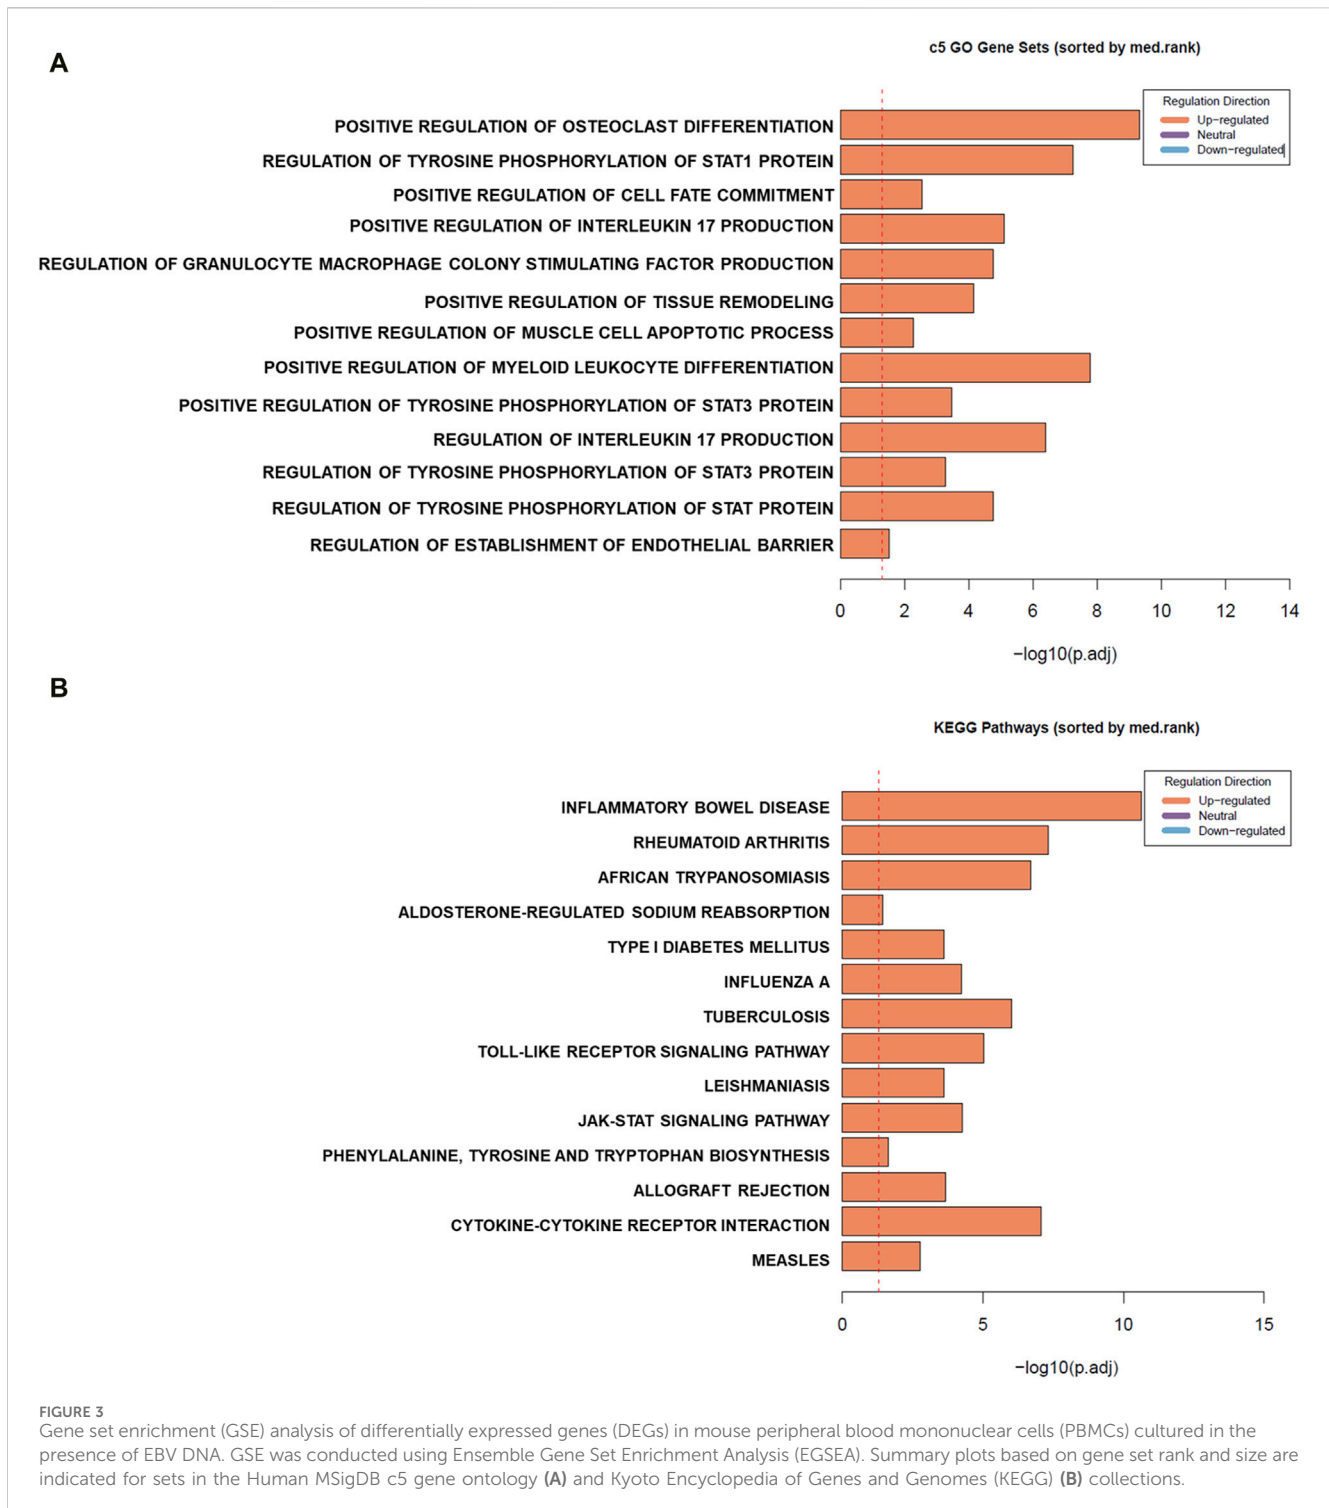 A
c5 GO Gene Sets (sorted by med.rank)
Regulation Direction
Up-regulated
Neutral
Down-regulated
POSITIVE REGULATION OF OSTEOCLAST DIFFERENTIATION
REGULATION OF TYROSINE PHOSPHORYLATION OF STAT1 PROTEIN
POSITIVE REGULATION OF CELL FATE COMMITMENT
POSITIVE REGULATION OF INTERLEUKIN 17 PRODUCTION
REGULATION OF GRANULOCYTE MACROPHAGE COLONY STIMULATING FACTOR PRODUCTION
POSITIVE REGULATION OF TISSUE REMODELING
POSITIVE REGULATION OF MUSCLE CELL APOPTOTIC PROCESS
POSITIVE REGULATION OF MYELOID LEUKOCYTE DIFFERENTIATION
POSITIVE REGULATION OF TYROSINE PHOSPHORYLATION OF STAT3 PROTEIN
REGULATION OF INTERLEUKIN 17 PRODUCTION
REGULATION OF TYROSINE PHOSPHORYLATION OF STAT3 PROTEIN
REGULATION OF TYROSINE PHOSPHORYLATION OF STAT PROTEIN
REGULATION OF ESTABLISHMENT OF ENDOTHELIAL BARRIER
0 2 4 6 8 10 12 14
−log10(p.adj)
B
KEGG Pathways (sorted by med.rank)
Regulation Direction
Up−regulated
Neutral
Down−regulated
INFLAMMATORY BOWEL DISEASE
RHEUMATOID ARTHRITIS
AFRICAN TRYPANOSOMIASIS
ALDOSTERONE-REGULATED SODIUM REABSORPTION
TYPE I DIABETES MELLITUS
INFLUENZA A
TUBERCULOSIS
TOLL-LIKE RECEPTOR SIGNALING PATHWAY
LEISHMANIASIS
JAK-STAT SIGNALING PATHWAY
PHENYLALANINE, TYROSINE AND TRYPTOPHAN BIOSYNTHESIS
ALLOGRAFT REJECTION
CYTOKINE-CYTOKINE RECEPTOR INTERACTION
MEASLES
0 5 10 15
−log10(p.adj)
FIGURE 3
Gene set enrichment (GSE) analysis of differentially expressed genes (DEGs) in mouse peripheral blood mononuclear cells (PBMCs) cultured in the
presence of EBV DNA. GSE was conducted using Ensemble Gene Set Enrichment Analysis (EGSEA). Summary plots based on gene set rank and size are
indicated for sets in the Human MSigDB c5 gene ontology (A) and Kyoto Encyclopedia of Genes and Genomes (KEGG) (B) collections.